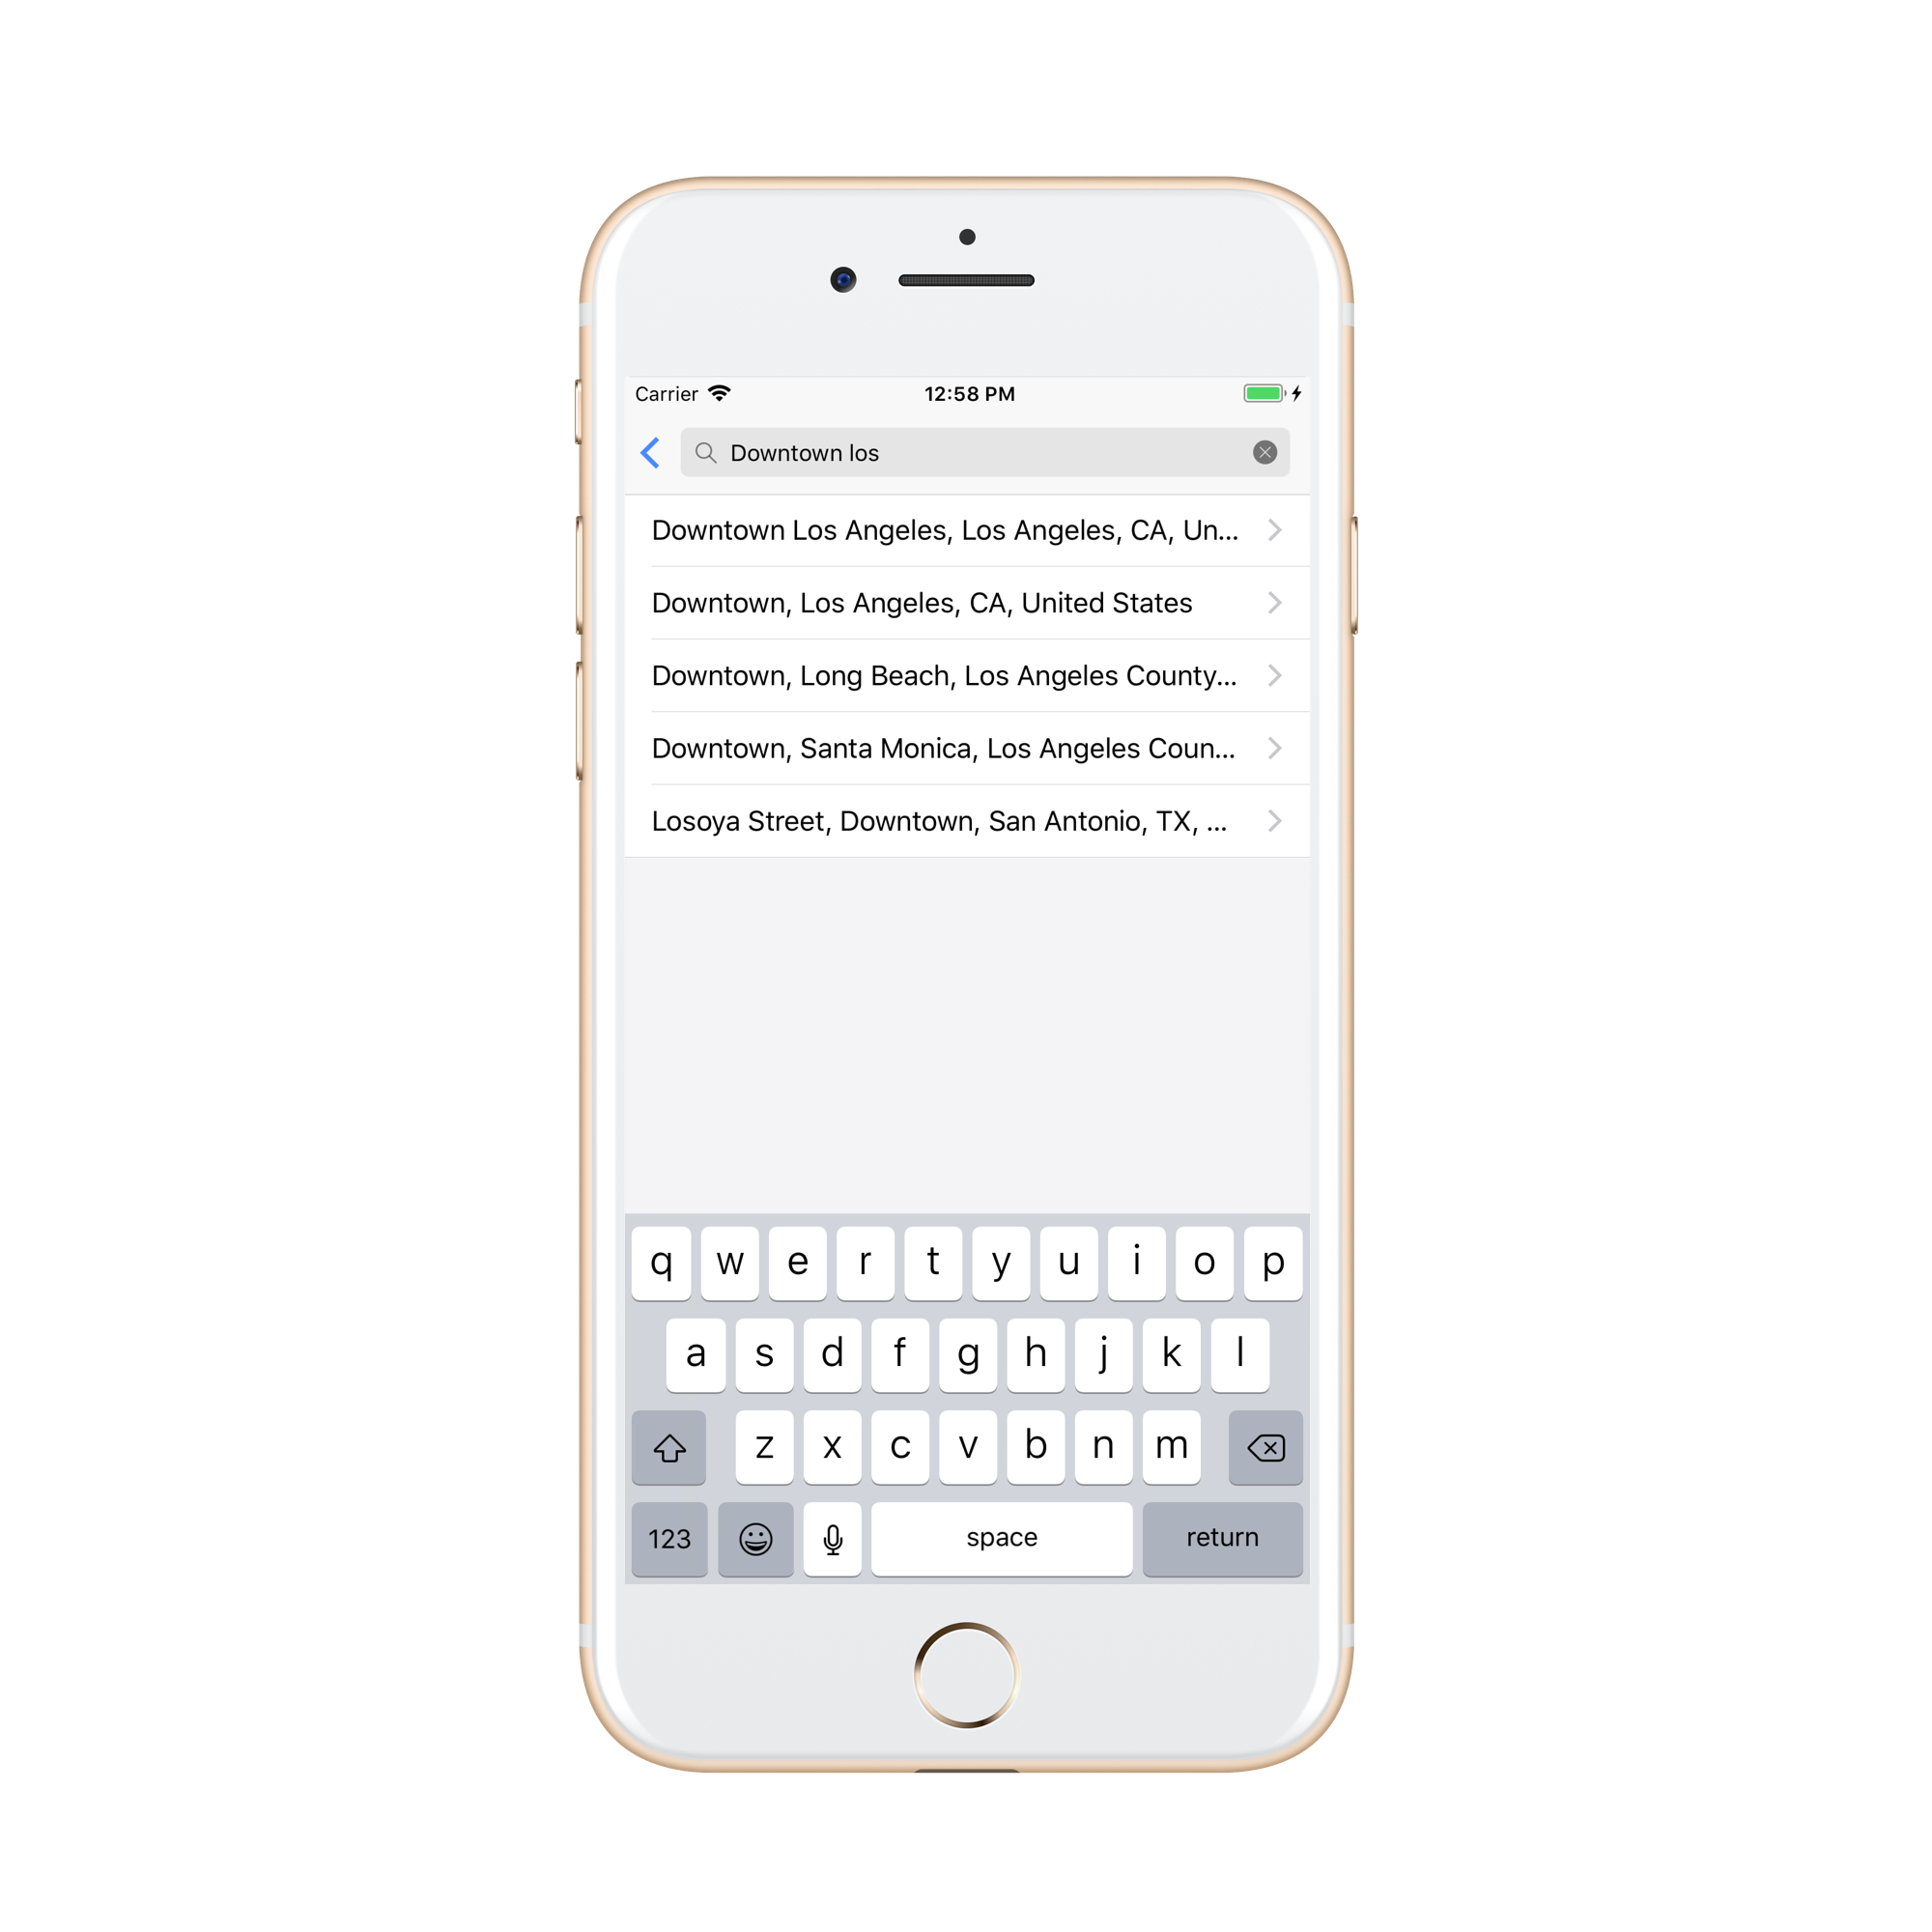 Carrier 12:58 PM
Downtown los
Downtown Los Angeles, Los Angeles, CA, Un...
Downtown, Los Angeles, CA, United States
Downtown, Long Beach, Los Angeles County...
Downtown, Santa Monica, Los Angeles Coun...
Losoya Street, Downtown, San Antonio, TX, ...
q w e r t y u i o p
a s d f g h j k l
z x c v b n m
123 space return